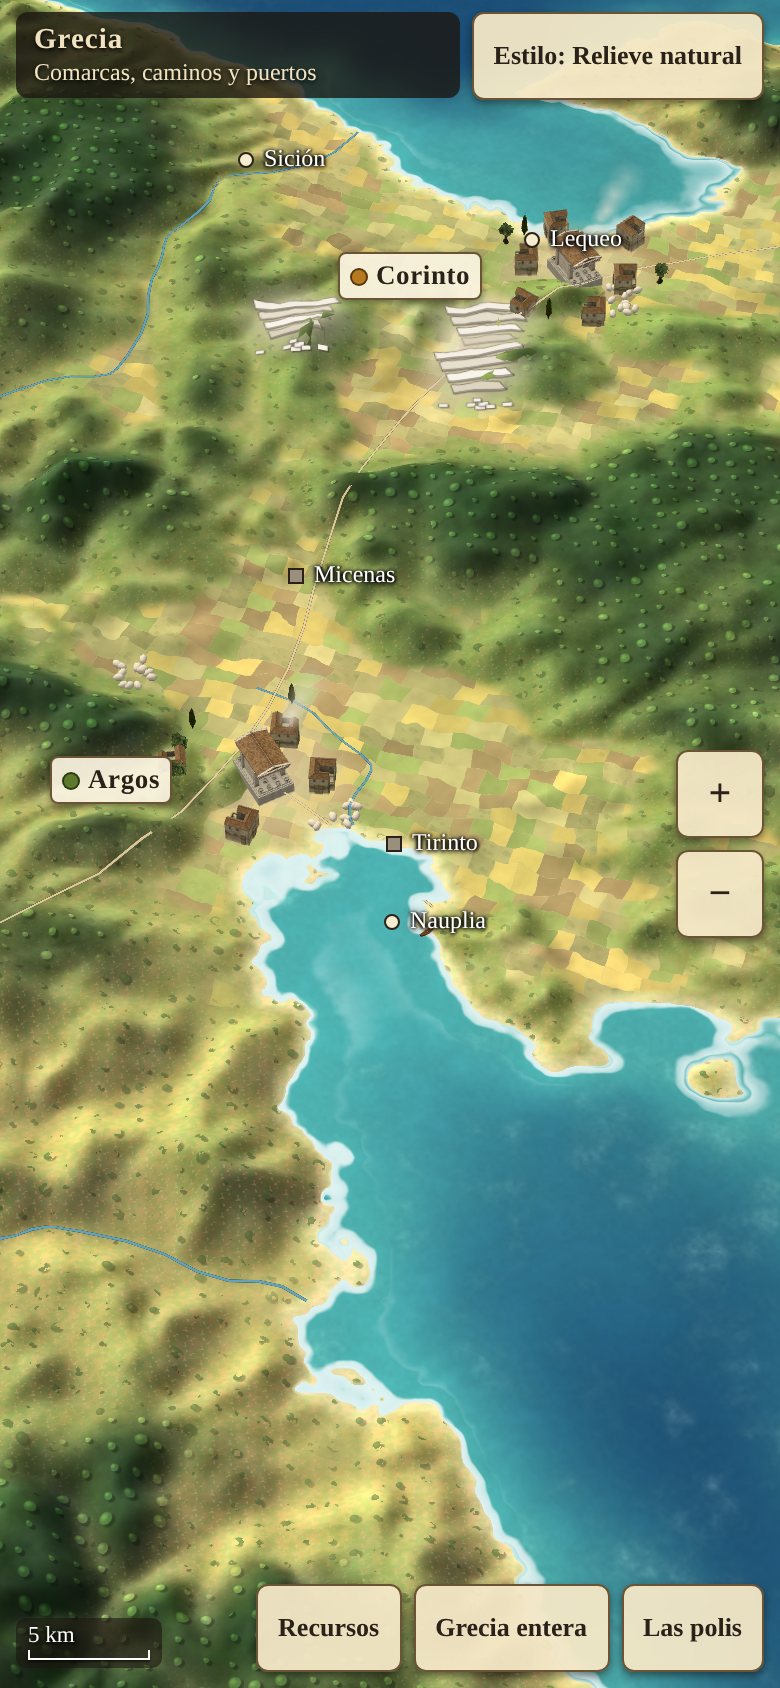 Grecia
Comarcas, caminos y puertos
Estilo: Relieve natural
Sición
Lequeo
Corinto
Micenas
Argos
+
Tirinto
−
Nauplia
5 km
Recursos
Grecia entera
Las polis